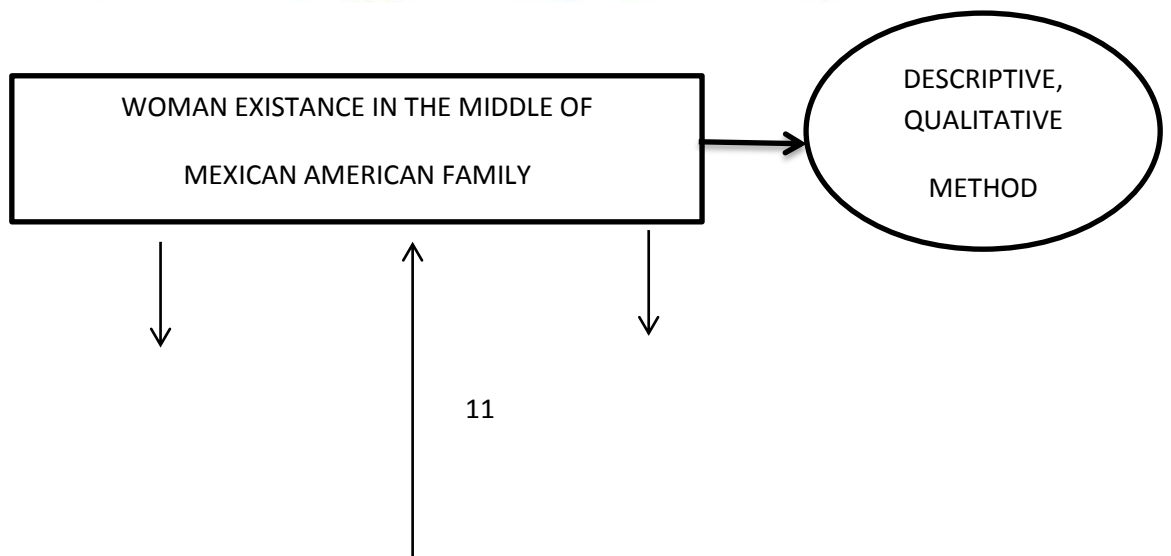 WOMAN EXISTANCE IN THE MIDDLE OF
MEXICAN AMERICAN FAMILY
DESCRIPTIVE,
QUALITATIVE
METHOD
11